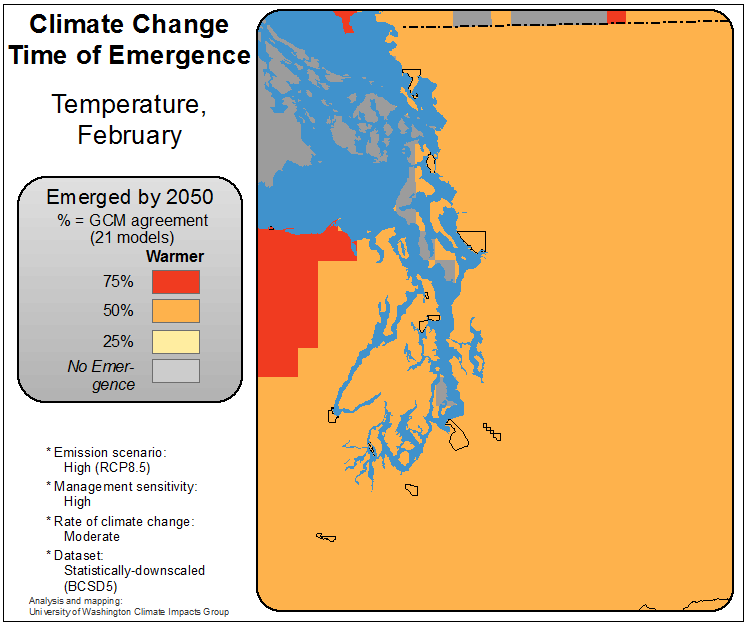 Climate Change
Time of Emergence
Temperature,
February
Emerged by 2050
% = GCM agreement
(21 models)
Warmer
75%
50%
25%
No Emer-
gence
* Emission scenario:
High (RCP8.5)
* Management sensitivity:
High
* Rate of climate change:
Moderate
* Dataset:
Statistically-downscaled
(BCSD5)
Analysis and mapping:
University of Washington Climate Impacts Group